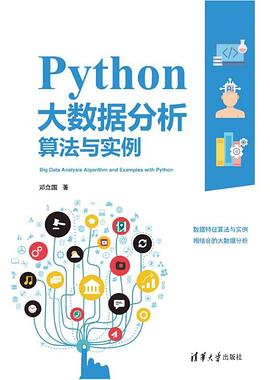 Python
大数据分析
算法与实例
Big Data Analysis Algorithm and Examples with Python
邓立国 著
Ai
数据特征算法与实例
相结合的大数据分析
清华大学出版社